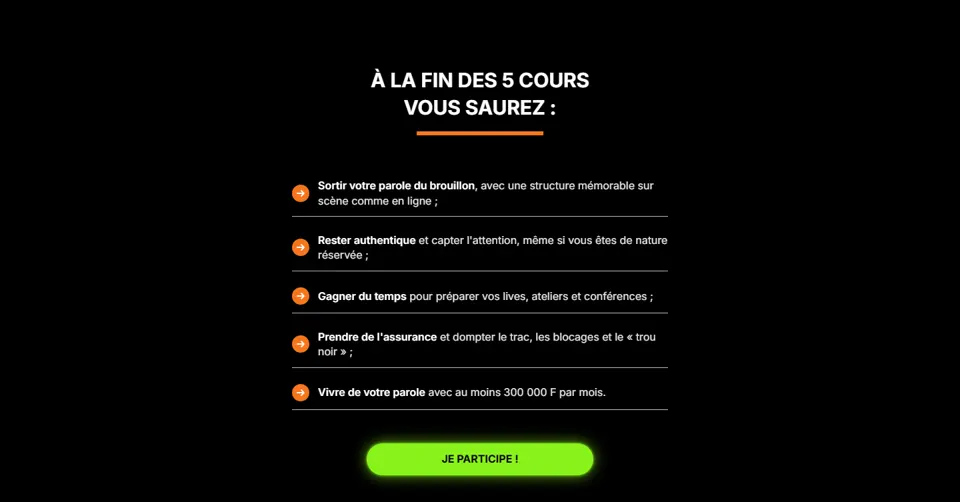 À LA FIN DES 5 COURS
VOUS SAUREZ :
Sortir votre parole du brouillon, avec une structure mémorable sur
scène comme en ligne ;
Rester authentique et capter l'attention, même si vous êtes de nature
réservée ;
Gagner du temps pour préparer vos lives, ateliers et conférences ;
Prendre de l'assurance et dompter le trac, les blocages et le « trou
noir » ;
Vivre de votre parole avec au moins 300 000 F par mois.
JE PARTICIPE !